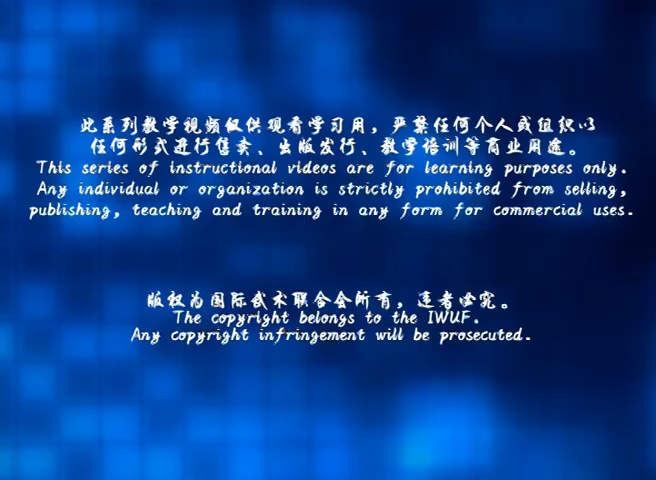 此系列教学视频仅供观看学习用，严禁任何个人或组织以
任何形式进行售卖、出版发行、教学培训等商业用途。
This series of instructional videos are for learning purposes only.
Any individual or organization is strictly prohibited from selling,
publishing, teaching and training in any form for commercial uses.
版权为国际武术联合会所有，违者必究。
The copyright belongs to the IWUF.
Any copyright infringement will be prosecuted.